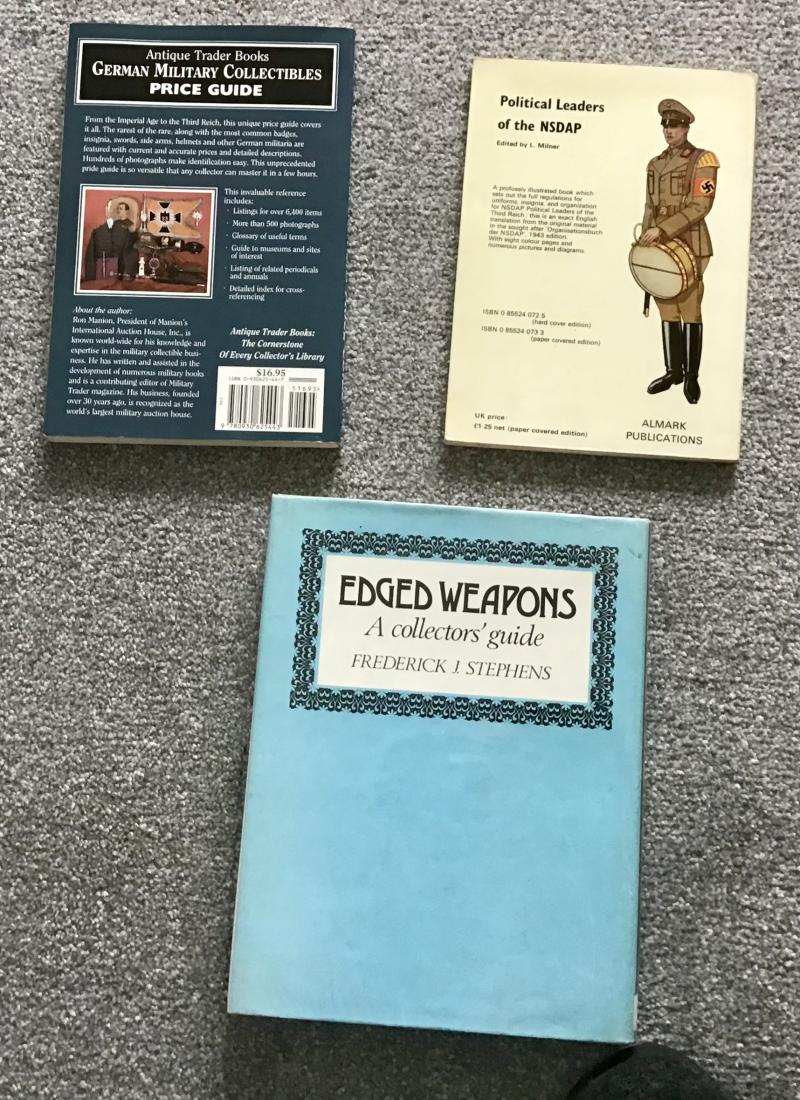 Antique Trader Books
GERMAN MILITARY COLLECTIBLES
PRICE GUIDE
From the Imperial Age to the Third Reich, this unique price guide covers
it all. The rarest of the rare, along with the most common badges,
insignia, swords, side arms, helmets and other German militaria are
featured with current and accurate prices and detailed descriptions.
Hundreds of photographs make identification easy. This unprecedented
pride guide is so versatile that any collector can master it in a few hours.
This invaluable reference
includes:
· Listings for over 6,400 items
· More than 500 photographs
· Glossary of useful terms
· Guide to museums and sites
of interest
· Listing of related periodicals
and annuals
· Detailed index for cross-
referencing
About the author:
Ron Manion, President of Manion's
International Auction House, Inc., is
known world-wide for his knowledge and
expertise in the military collectible busi-
ness. He has written and assisted in the
development of numerous military books
and is a contributing editor of Military
Trader magazine. His business, founded
over 30 years ago, is recognized as the
world's largest military auction house.
Antique Trader Books:
The Cornerstone
Of Every Collector's Library
$16.95
ISBN 0-930625-44-7
51695>
9 780930 625443
Political Leaders
of the NSDAP
Edited by L. Milner
A profusely illustrated book which
sets out the full regulations for
uniforms, insignia, and organization
for NSDAP Political Leaders of the
Third Reich; this is an exact English
translation from the original material
in the sought after 'Organisationsbuch
der NSDAP', 1943 edition.
With eight colour pages and
numerous pictures and diagrams.
ISBN 0 85524 072 5
(hard cover edition)
ISBN 0 85524 073 3
(paper covered edition)
UK price:
£1·25 net (paper covered edition)
ALMARK
PUBLICATIONS
EDGED WEAPONS
A collectors' guide
FREDERICK J. STEPHENS